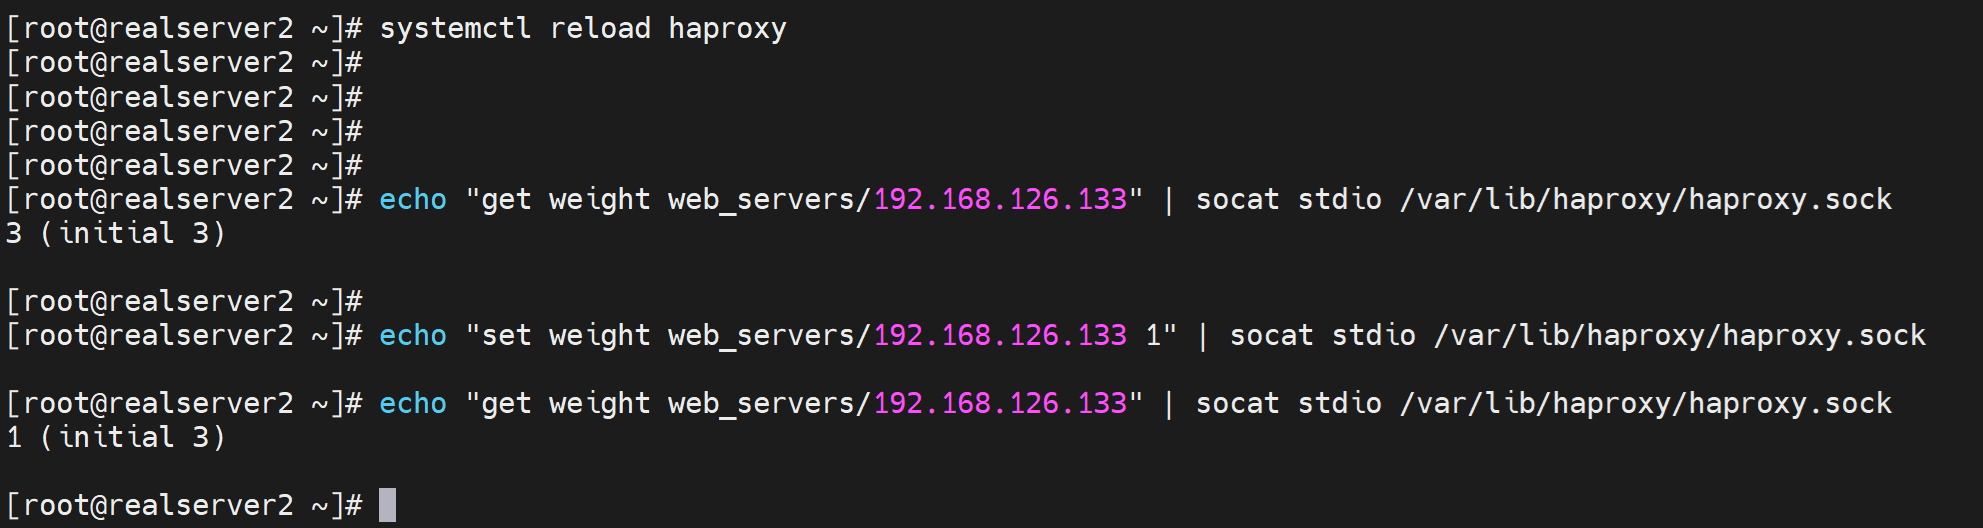 [root@realserver2 ~]# systemctl reload haproxy
[root@realserver2 ~]#
[root@realserver2 ~]#
[root@realserver2 ~]#
[root@realserver2 ~]#
[root@realserver2 ~]# echo "get weight web_servers/192.168.126.133" | socat stdio /var/lib/haproxy/haproxy.sock
3 (initial 3)
[root@realserver2 ~]#
[root@realserver2 ~]# echo "set weight web_servers/192.168.126.133 1" | socat stdio /var/lib/haproxy/haproxy.sock
[root@realserver2 ~]# echo "get weight web_servers/192.168.126.133" | socat stdio /var/lib/haproxy/haproxy.sock
1 (initial 3)
[root@realserver2 ~]#